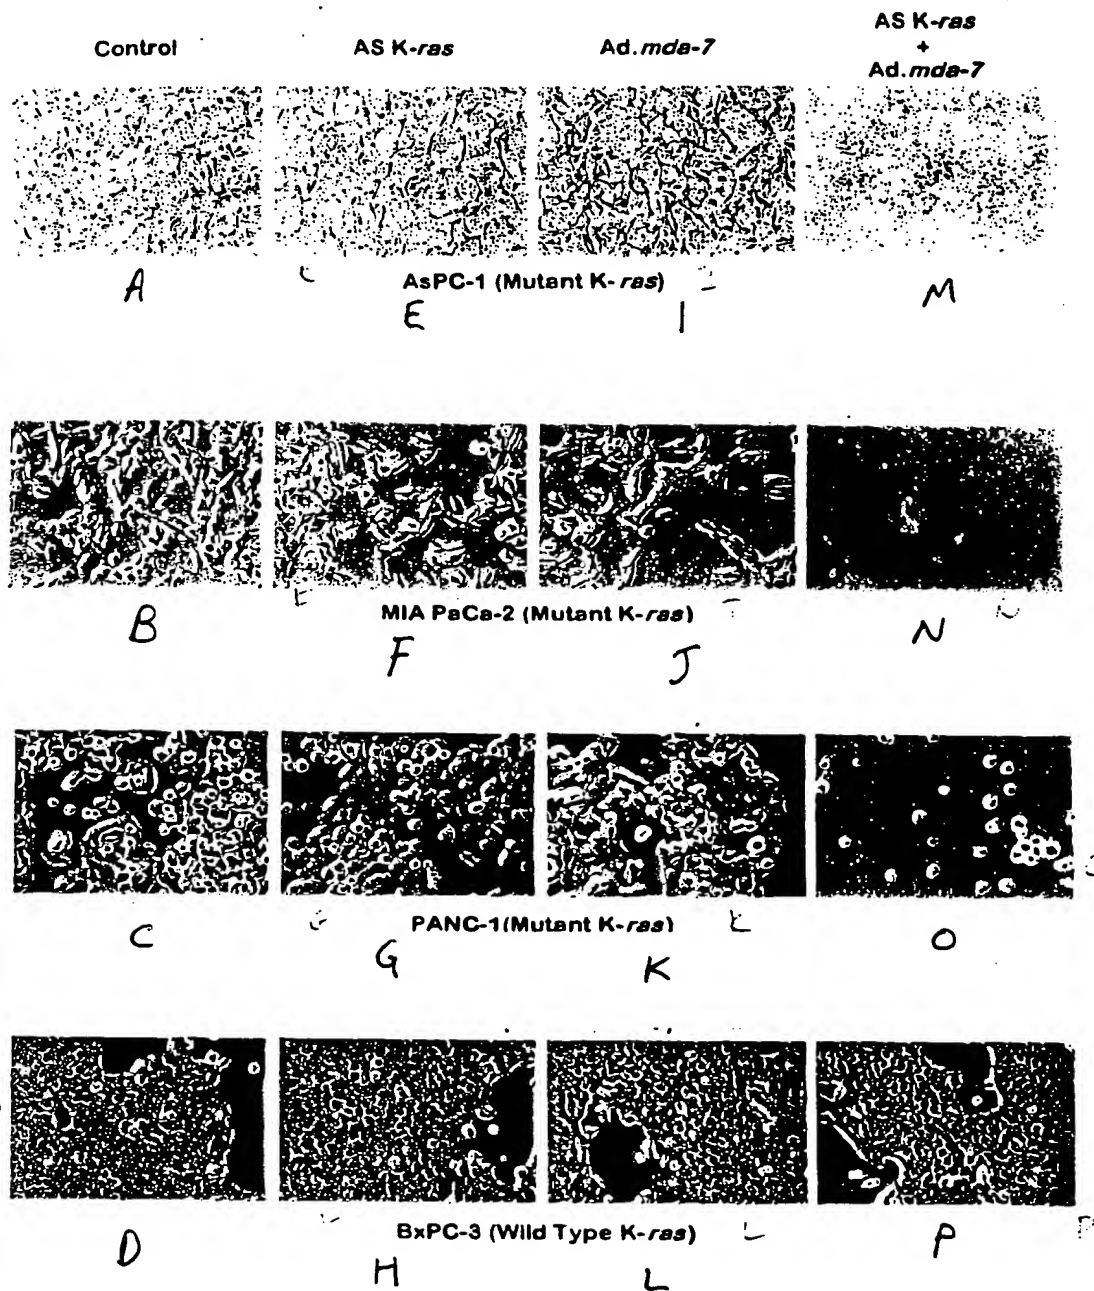 Control AS K-ras Ad.mda-7 AS K-ras
+
Ad.mda-7
A E I M
AsPC-1 (Mutant K-ras)
B F J N
MIA PaCa-2 (Mutant K-ras)
C G K O
PANC-1(Mutant K-ras)
D H L P
BxPC-3 (Wild Type K-ras)